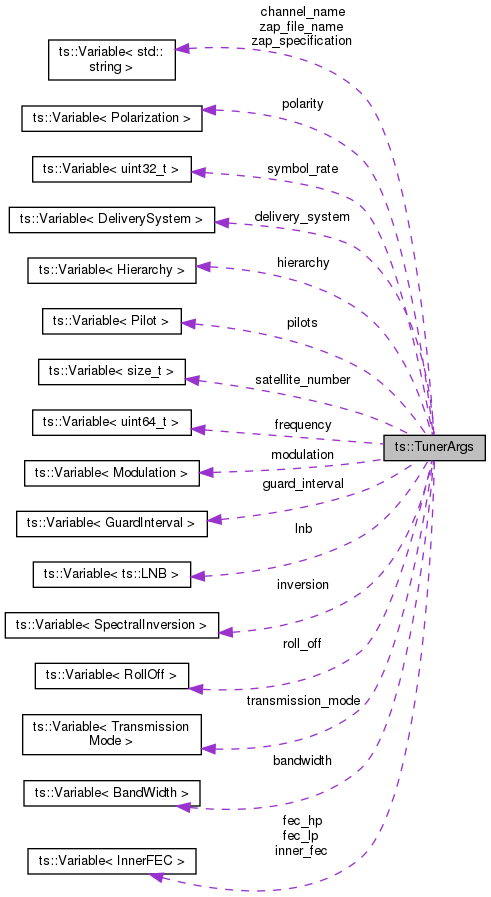 channel_name
zap_file_name
zap_specification
ts::Variable< std::
string >
polarity
ts::Variable< Polarization >
symbol_rate
ts::Variable< uint32_t >
delivery_system
ts::Variable< DeliverySystem >
hierarchy
ts::Variable< Hierarchy >
pilots
ts::Variable< Pilot >
satellite_number
ts::Variable< size_t >
frequency
ts::Variable< uint64_t >
ts::TunerArgs
modulation
ts::Variable< Modulation >
guard_interval
ts::Variable< GuardInterval >
lnb
ts::Variable< ts::LNB >
inversion
ts::Variable< SpectralInversion >
roll_off
ts::Variable< RollOff >
transmission_mode
ts::Variable< Transmission
Mode >
bandwidth
ts::Variable< BandWidth >
fec_hp
fec_lp
inner_fec
ts::Variable< InnerFEC >